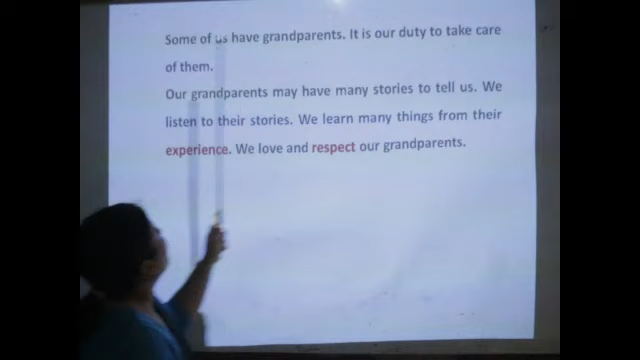 Some of us have grandparents. It is our duty to take care
of them.
Our grandparents may have many stories to tell us. We
listen to their stories. We learn many things from their
experience. We love and respect our grandparents.